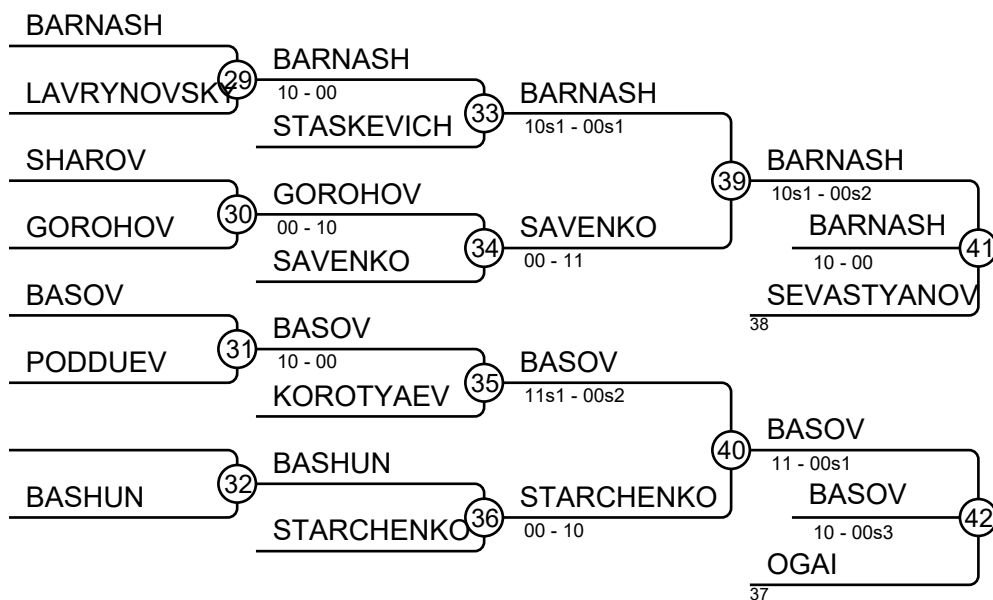 BARNASH
29
LAVRYNOVSKY
BARNASH
10 - 00
33
STASKEVICH
BARNASH
10s1 - 00s1
SHAROV
30
GOROHOV
GOROHOV
00 - 10
34
SAVENKO
SAVENKO
00 - 11
39
BARNASH
10s1 - 00s2
BARNASH
10 - 00
41
SEVASTYANOV
38
BASOV
31
PODDUEV
BASOV
10 - 00
35
KOROTYAEV
BASOV
11s1 - 00s2
32
BASHUN
BASHUN
36
STARCHENKO
STARCHENKO
00 - 10
40
BASOV
11 - 00s1
BASOV
10 - 00s3
42
OGAI
37